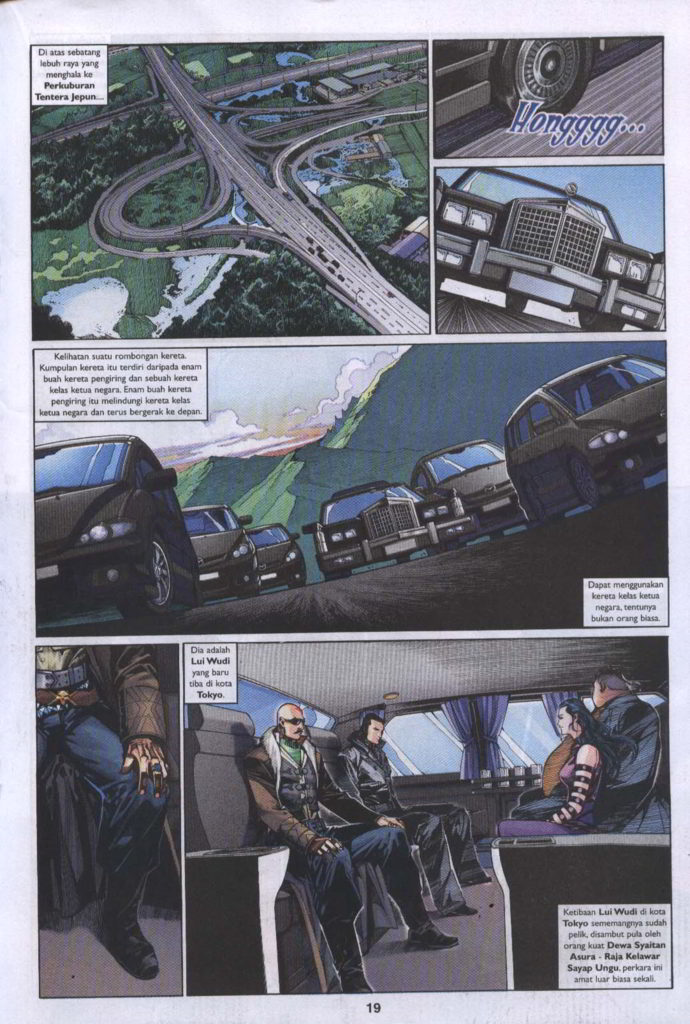 Di atas sebatang
lebuh raya yang
menghala ke
Perkuburan
Tentera Jepun....
Hongggg...
Kelihatan suatu rombongan kereta.
Kumpulan kereta itu terdiri daripada enam
buah kereta pengiring dan sebuah kereta
kelas ketua negara. Enam buah kereta
pengiring itu melindungi kereta kelas
ketua negara dan terus bergerak ke depan.
Dapat menggunakan
kereta kelas ketua
negara, tentunya
bukan orang biasa.
Dia adalah
Lui Wudi
yang baru
tiba di kota
Tokyo.
Ketibaan Lui Wudi di kota
Tokyo sememangnya sudah
pelik, disambut pula oleh
orang kuat Dewa Syaitan
Asura - Raja Kelawar
Sayap Ungu, perkara ini
amat luar biasa sekali.
19